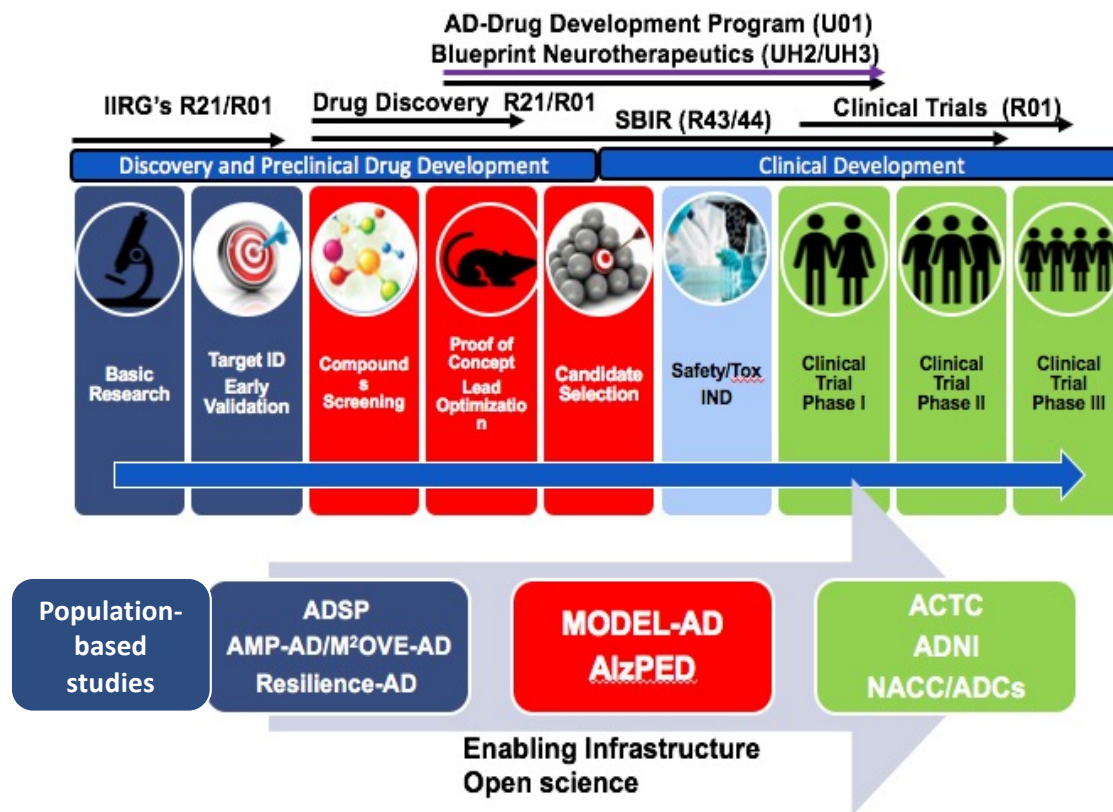 AD-Drug Development Program (U01)
Blueprint Neurotherapeutics (UH2/UH3)
IIRG's R21/R01
Drug Discovery R21/R01
SBIR (R43/44)
Clinical Trials (R01)
Discovery and Preclinical Drug Development
Clinical Development
Basic
Research
Target ID
Early
Validation
Compound
s
Screening
Proof of
Concept
Lead
Optimizatio
n
Candidate
Selection
Safety/Tox
IND
Clinical
Trial
Phase I
Clinical
Trial
Phase II
Clinical
Trial
Phase III
Population-
based
studies
ADSP
AMP-AD/M²OVE-AD
Resilience-AD
MODEL-AD
AlzPED
ACTC
ADNI
NACC/ADCs
Enabling Infrastructure
Open science